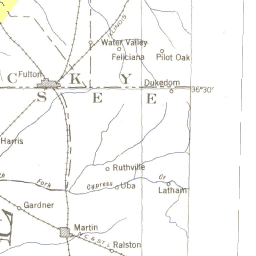 ILLINOIS
Water Valley
Feliciana
Pilot Oak
C K Y
Fulton
Dukedom
S E E
36°30'
Harris
Ruthville
Fork
Cypress Cr
Uba
Latham
Gardner
Martin
L
Ralston